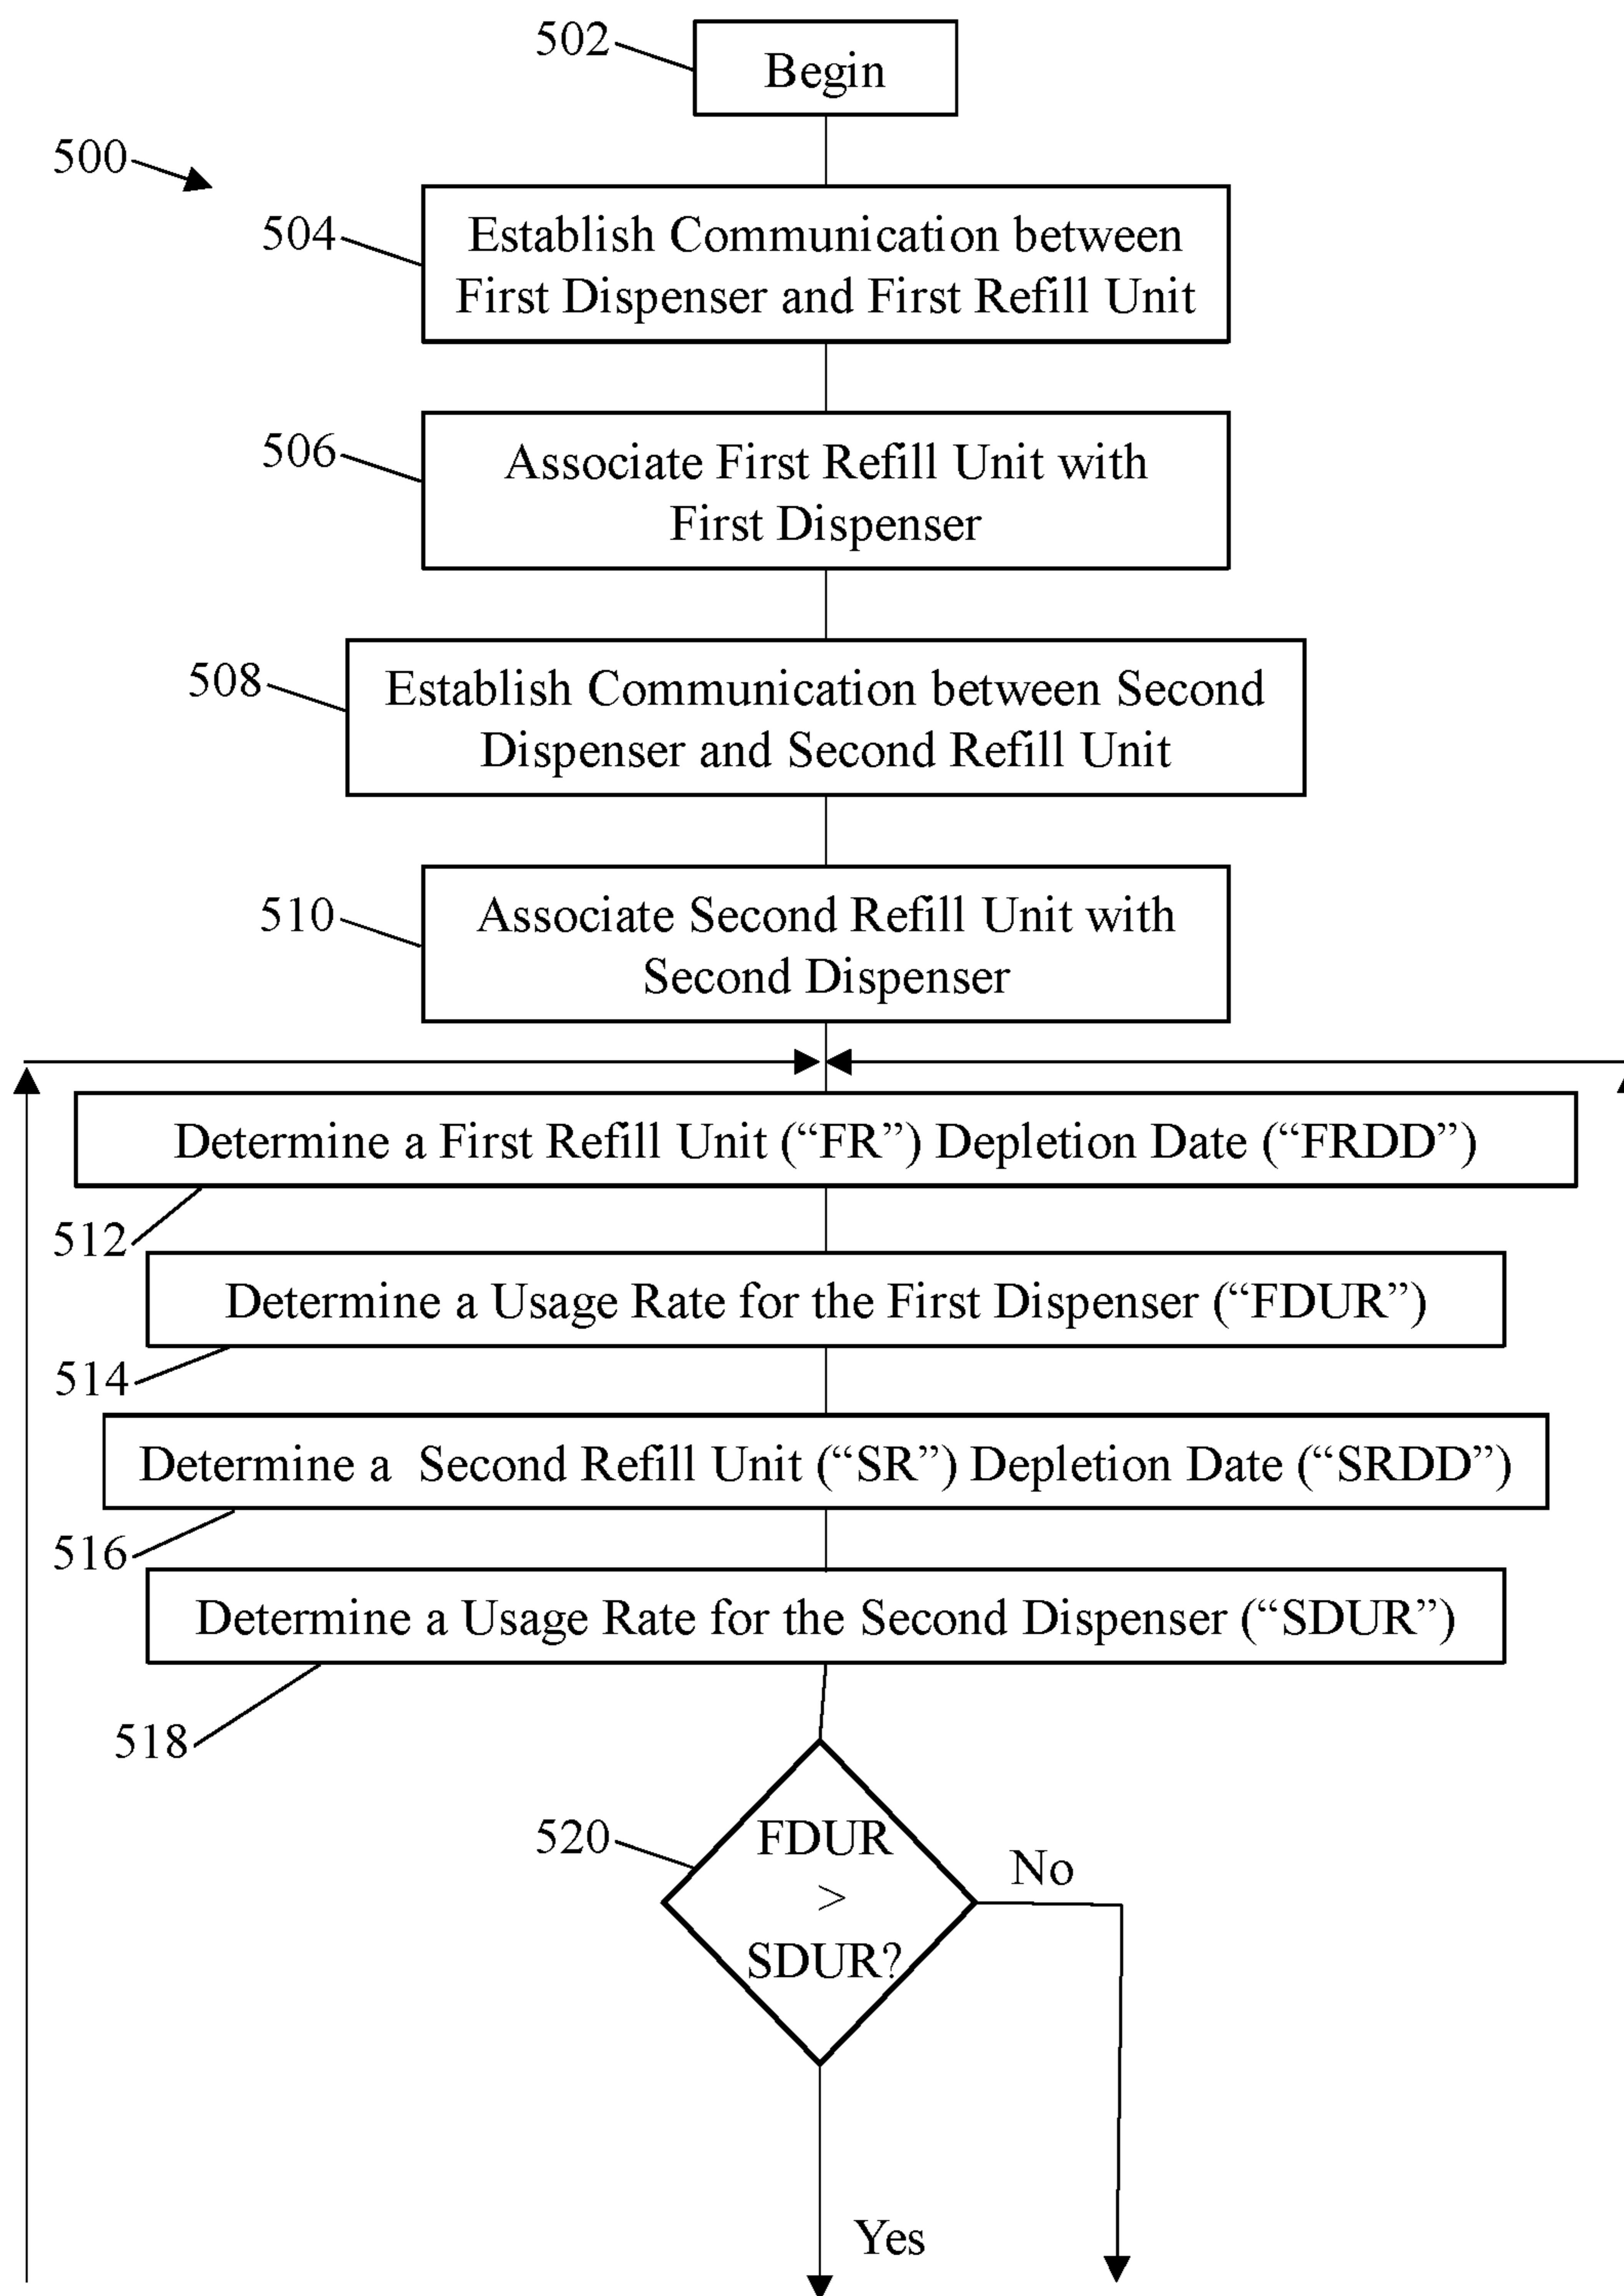 502
Begin
500
504
Establish Communication between
First Dispenser and First Refill Unit
506
Associate First Refill Unit with
First Dispenser
508
Establish Communication between Second
Dispenser and Second Refill Unit
510
Associate Second Refill Unit with
Second Dispenser
Determine a First Refill Unit (“FR”) Depletion Date (“FRDD”)
512
Determine a Usage Rate for the First Dispenser (“FDUR”)
514
Determine a Second Refill Unit (“SR”) Depletion Date (“SRDD”)
516
Determine a Usage Rate for the Second Dispenser (“SDUR”)
518
520
FDUR
>
SDUR?
No
Yes